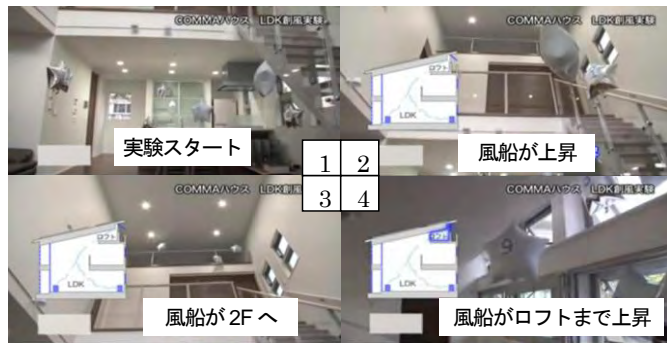 COMMAハウス LDK創風実験
実験スタート
COMMAハウス LDK創風実験
ロフト
LDK
風船が上昇
1 2
3 4
COMMAハウス LDK創風実験
ロフト
LDK
風船が2Fへ
COMMAハウス LDK創風実験
ロフト
LDK
9
風船がロフトまで上昇